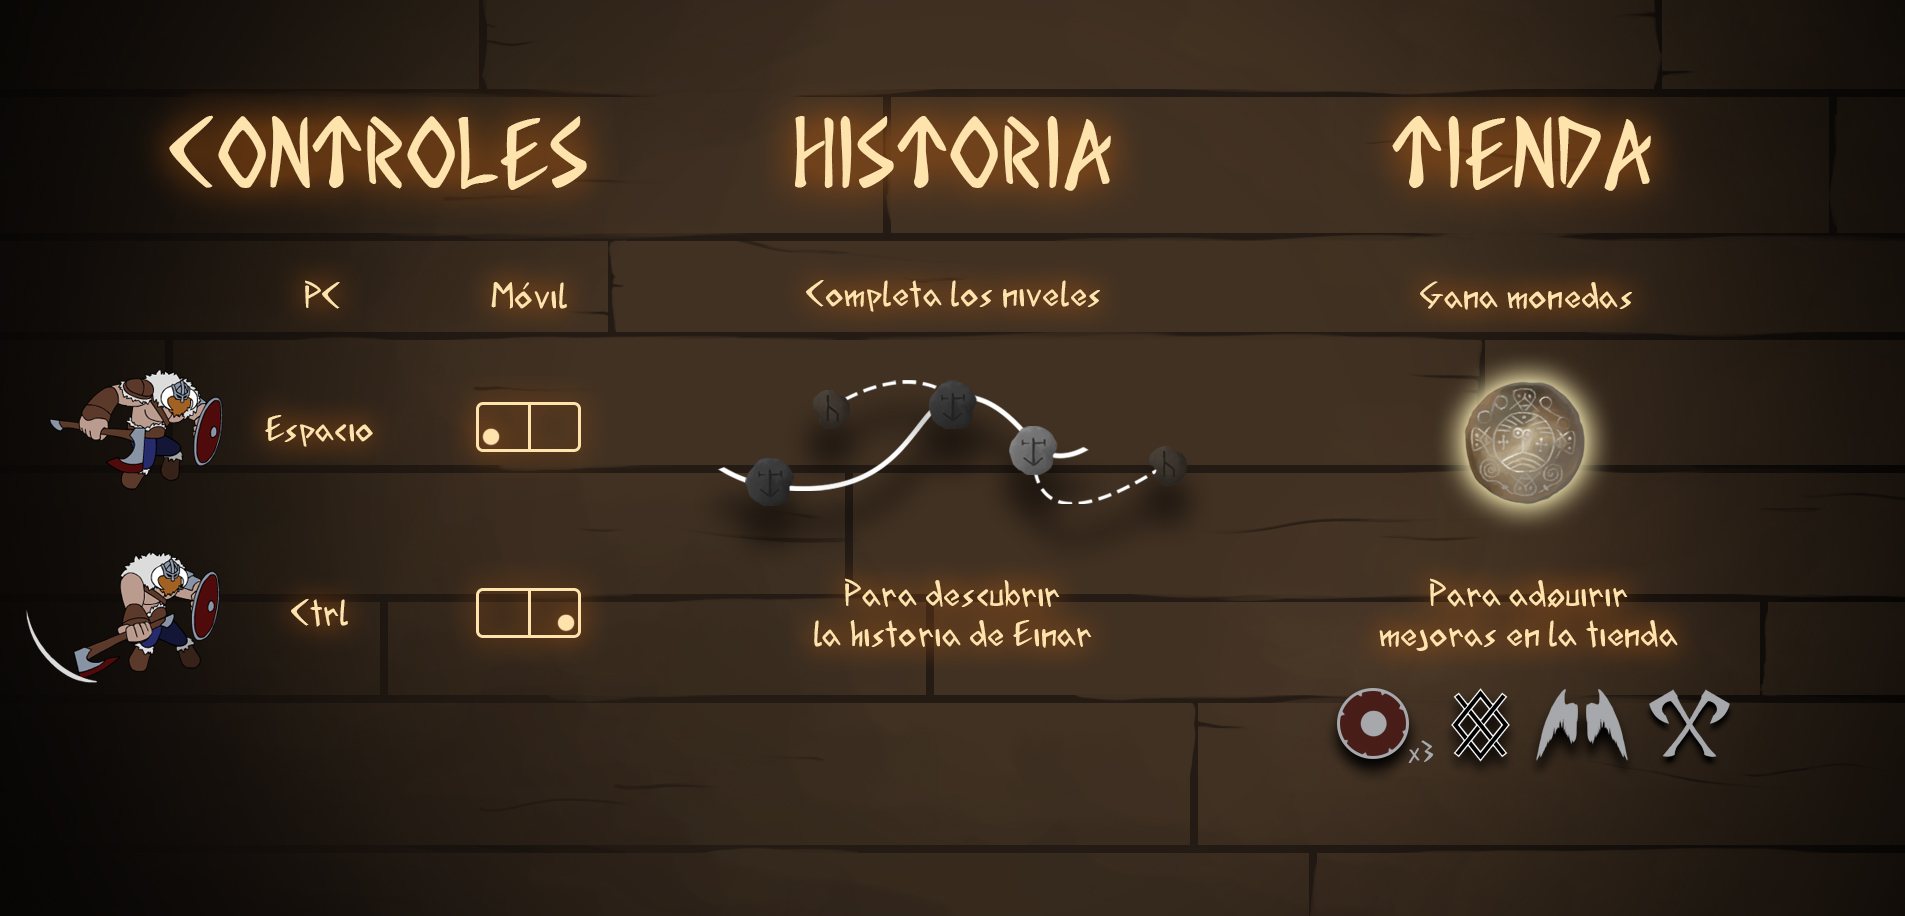 CONTROLES
PC
Móvil
Espacio
Ctrl
HISTORIA
Completa los niveles
Para descubrir
la historia de Einar
TIENDA
Gana monedas
Para adquirir
mejoras en la tienda
x3